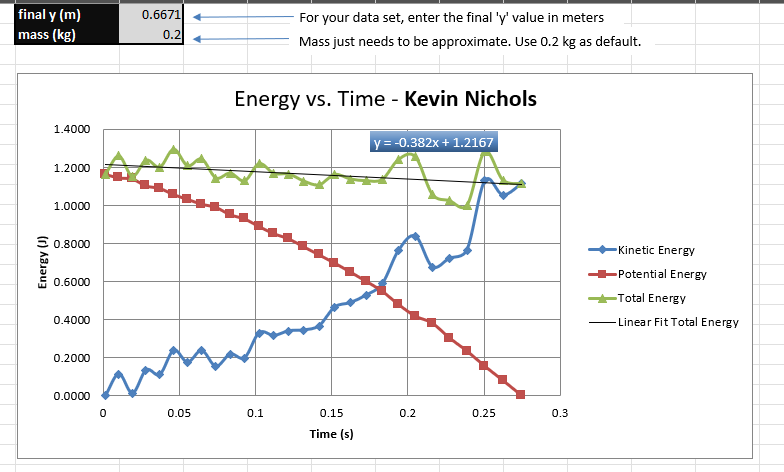 final y (m) 0.6671 For your data set, enter the final 'y' value in meters
mass (kg) 0.2 Mass just needs to be approximate. Use 0.2 kg as default.
Energy vs. Time - Kevin Nichols
y = -0.382x + 1.2167
1.4000
1.2000
1.0000
0.8000
0.6000
0.4000
0.2000
0.0000
Energy (J)
0 0.05 0.1 0.15 0.2 0.25 0.3
Time (s)
Kinetic Energy
Potential Energy
Total Energy
Linear Fit Total Energy